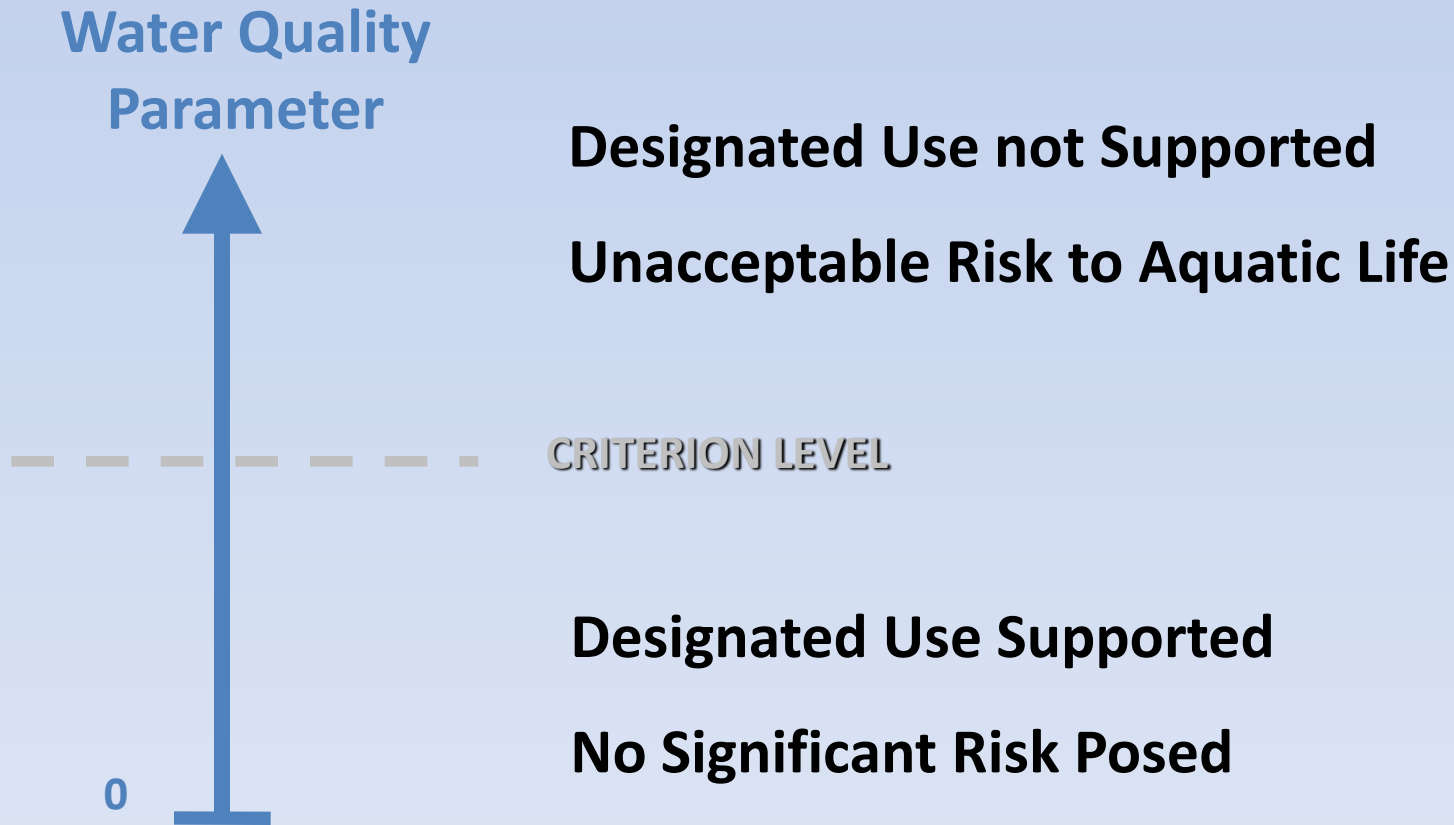 Water Quality
Parameter
Designated Use not Supported
Unacceptable Risk to Aquatic Life
CRITERION LEVEL
Designated Use Supported
No Significant Risk Posed
0